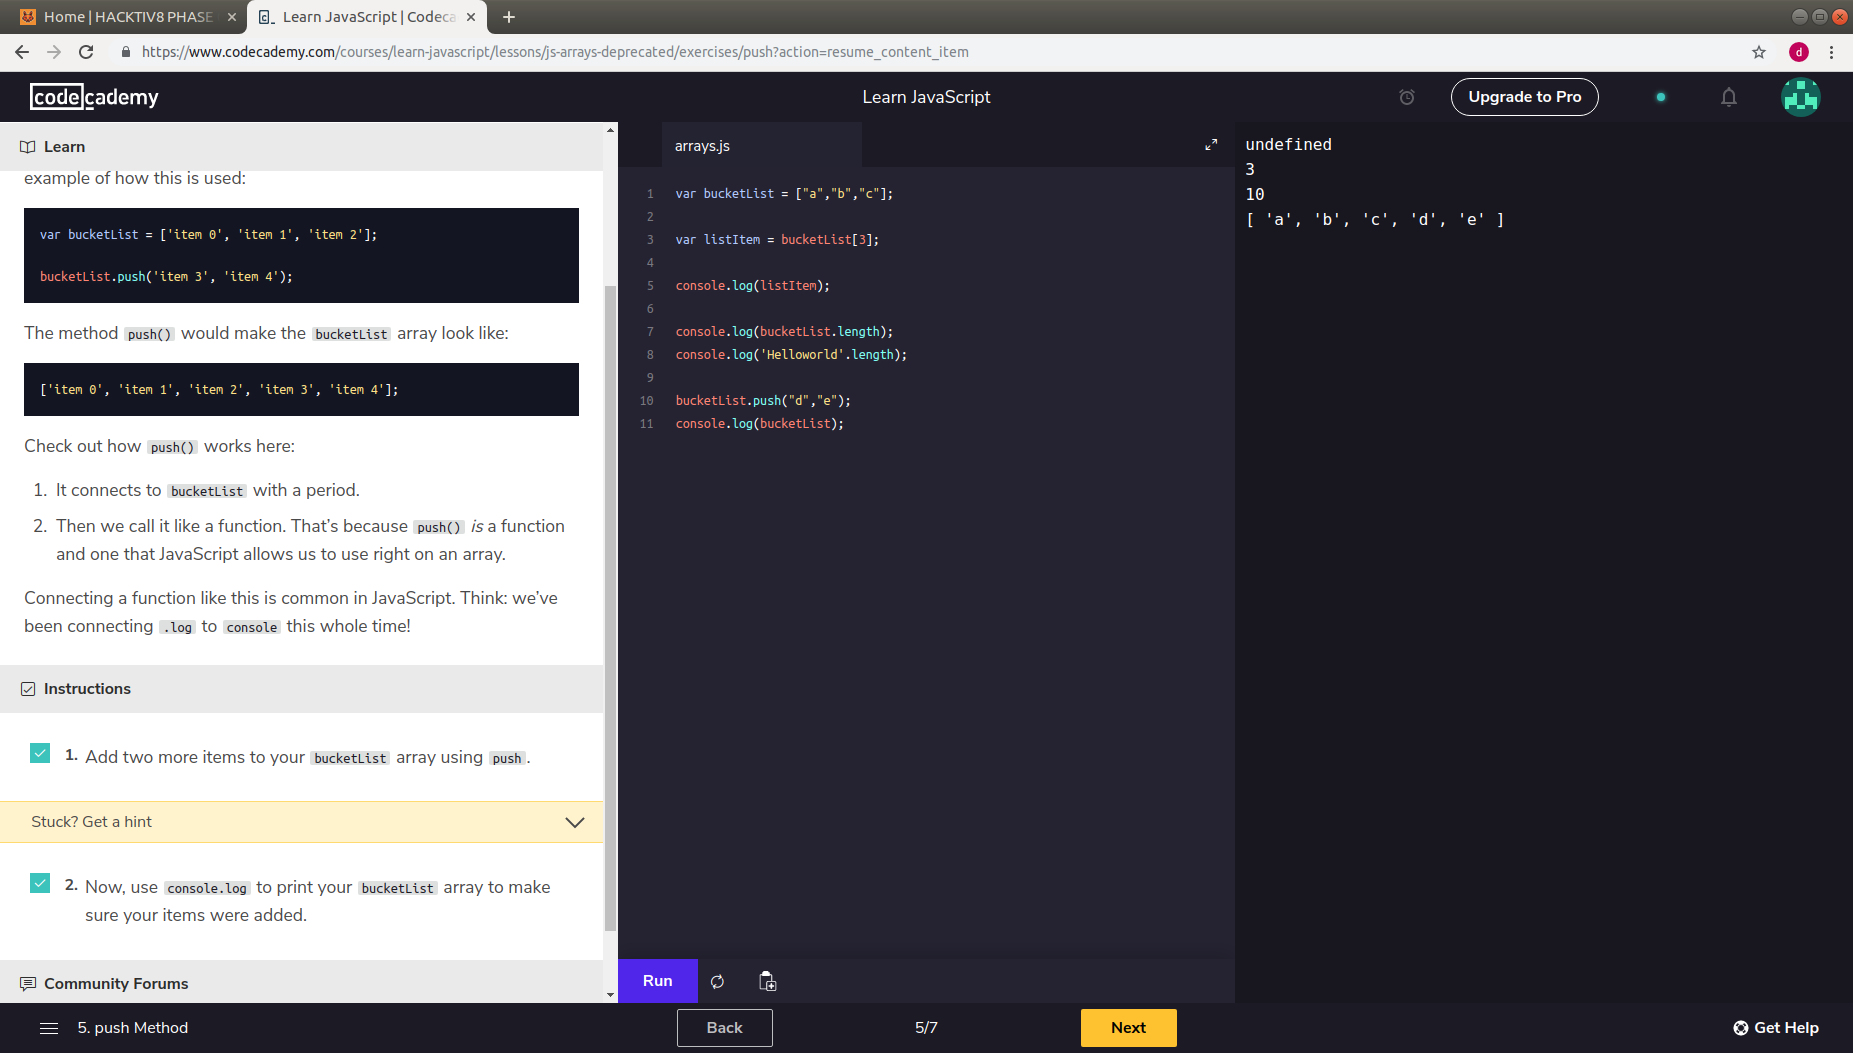 Home | HACKTIV8 PHASE
Learn JavaScript | Codeca
https://www.codecademy.com/courses/learn-javascript/lessons/js-arrays-deprecated/exercises/push?action=resume_content_item
d
codecademy
Learn JavaScript
Upgrade to Pro
Learn
example of how this is used:
var bucketList = ['item 0', 'item 1', 'item 2'];
bucketList.push('item 3', 'item 4');
The method push() would make the bucketList array look like:
['item 0', 'item 1', 'item 2', 'item 3', 'item 4'];
Check out how push() works here:
1. It connects to bucketList with a period.
2. Then we call it like a function. That's because push() is a function
and one that JavaScript allows us to use right on an array.
Connecting a function like this is common in JavaScript. Think: we've
been connecting .log to console this whole time!
Instructions
1. Add two more items to your bucketList array using push.
Stuck? Get a hint
2. Now, use console.log to print your bucketList array to make
sure your items were added.
Community Forums
arrays.js
1 var bucketList = ["a","b","c"];
2
3 var listItem = bucketList[3];
4
5 console.log(listItem);
6
7 console.log(bucketList.length);
8 console.log('Helloworld'.length);
9
10 bucketList.push("d","e");
11 console.log(bucketList);
Run
undefined
3
10
[ 'a', 'b', 'c', 'd', 'e' ]
5. push Method
Back
5/7
Next
Get Help